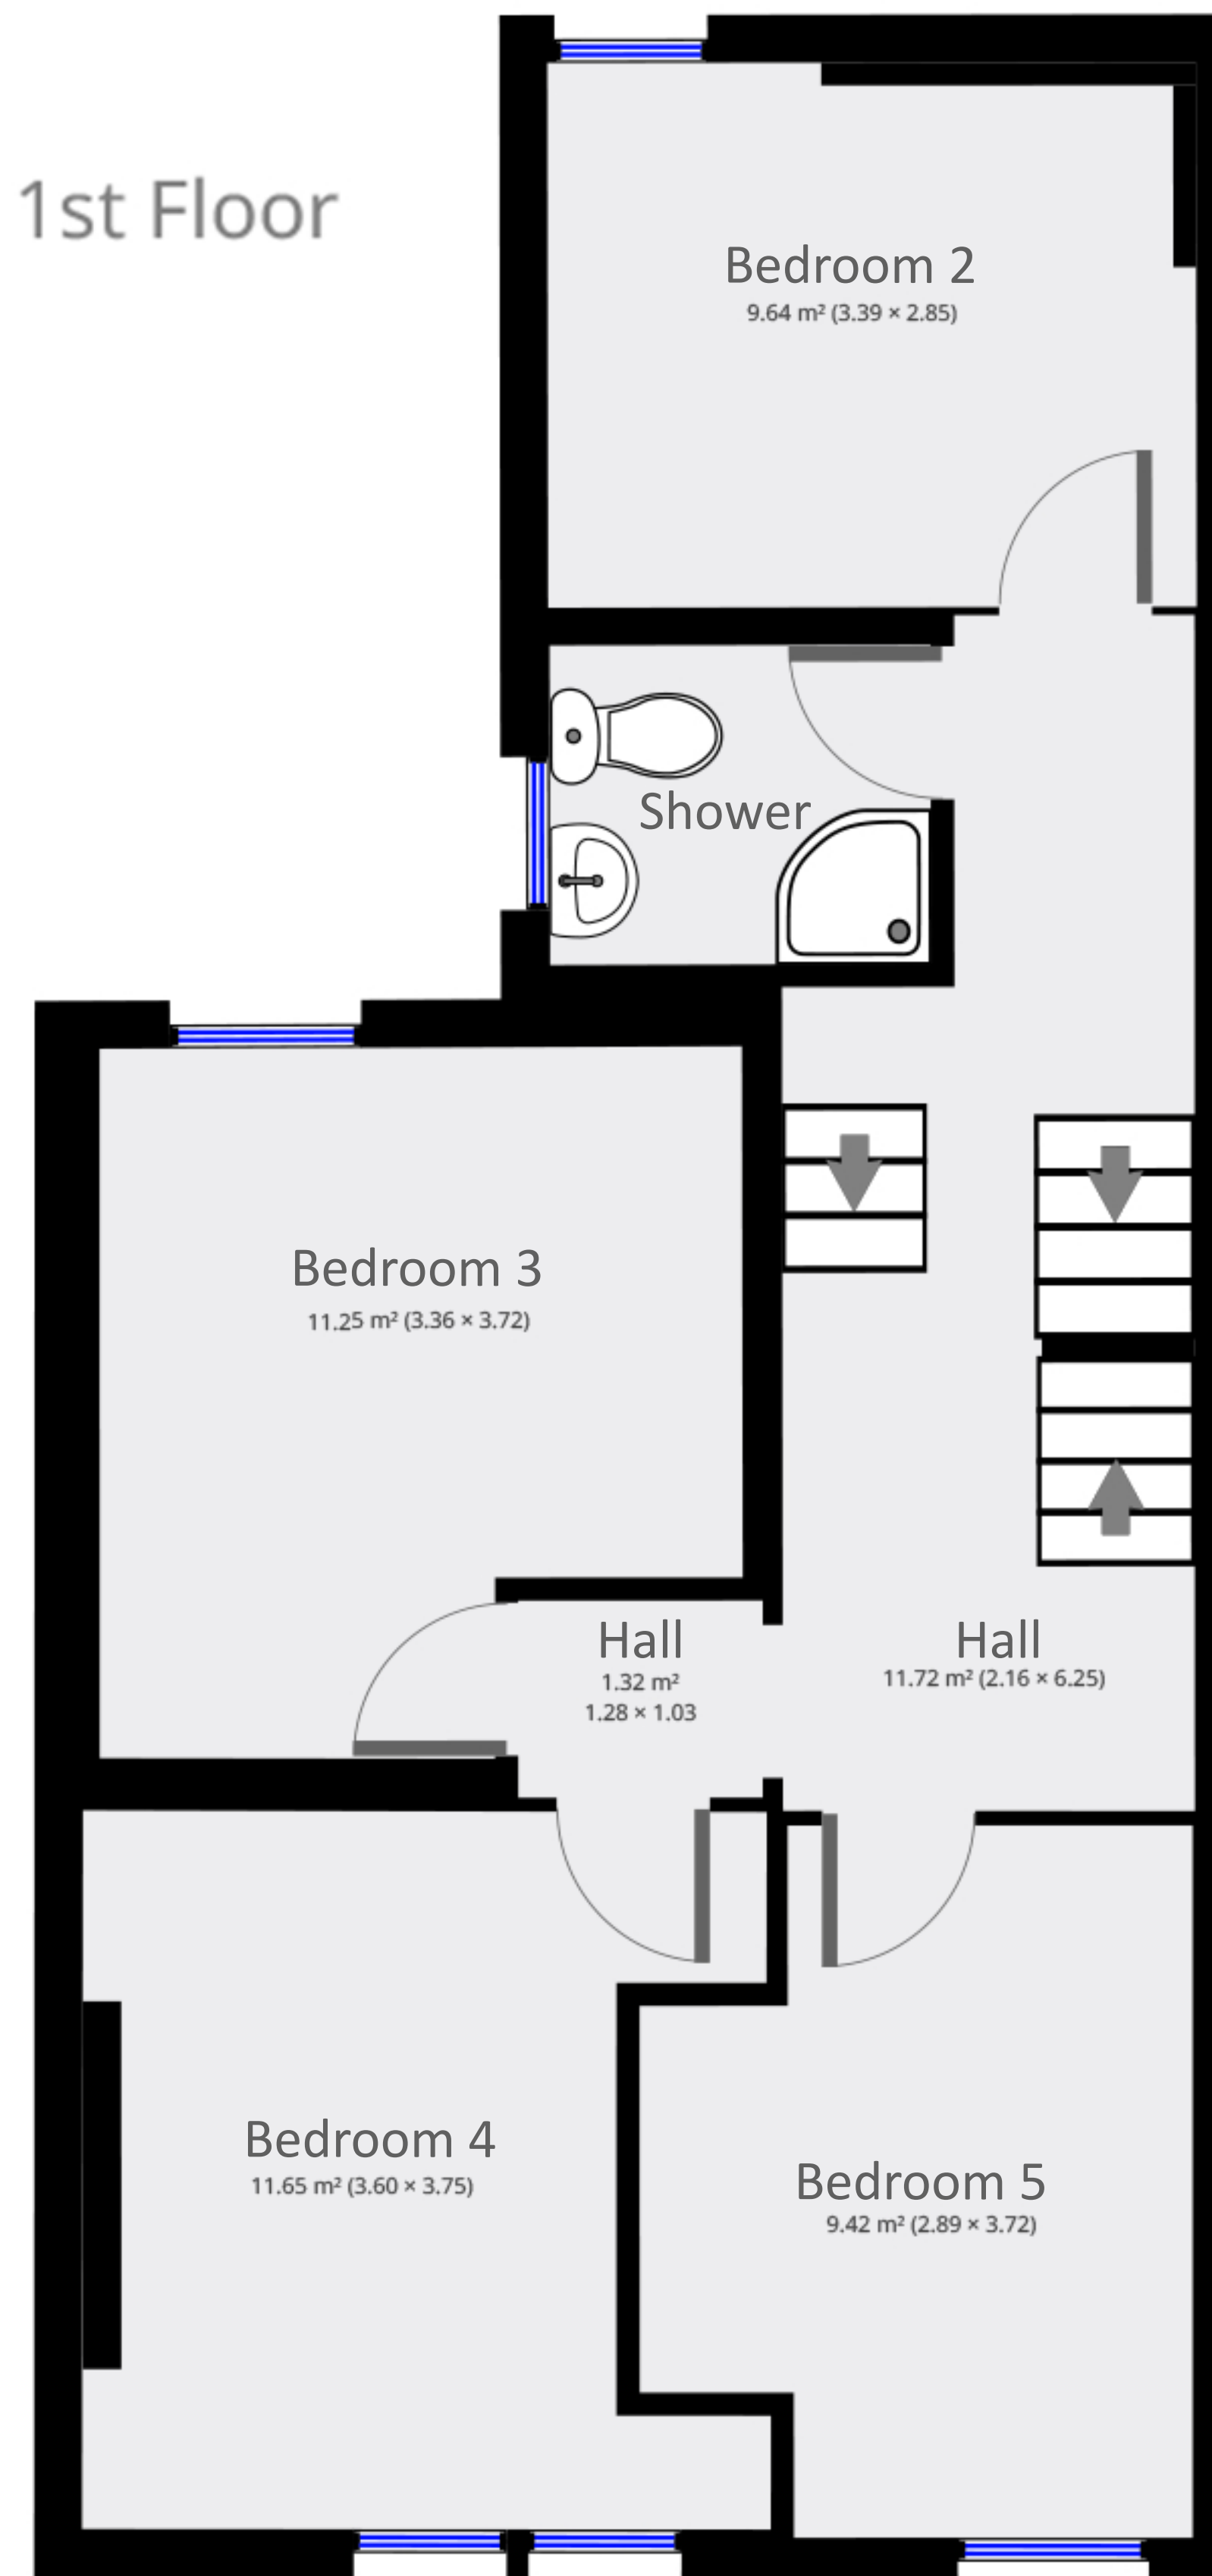 1st Floor
Bedroom 2
9.64 m² (3.39 × 2.85)
Shower
Bedroom 3
11.25 m² (3.36 × 3.72)
Hall
1.32 m²
1.28 × 1.03
Hall
11.72 m² (2.16 × 6.25)
Bedroom 4
11.65 m² (3.60 × 3.75)
Bedroom 5
9.42 m² (2.89 × 3.72)